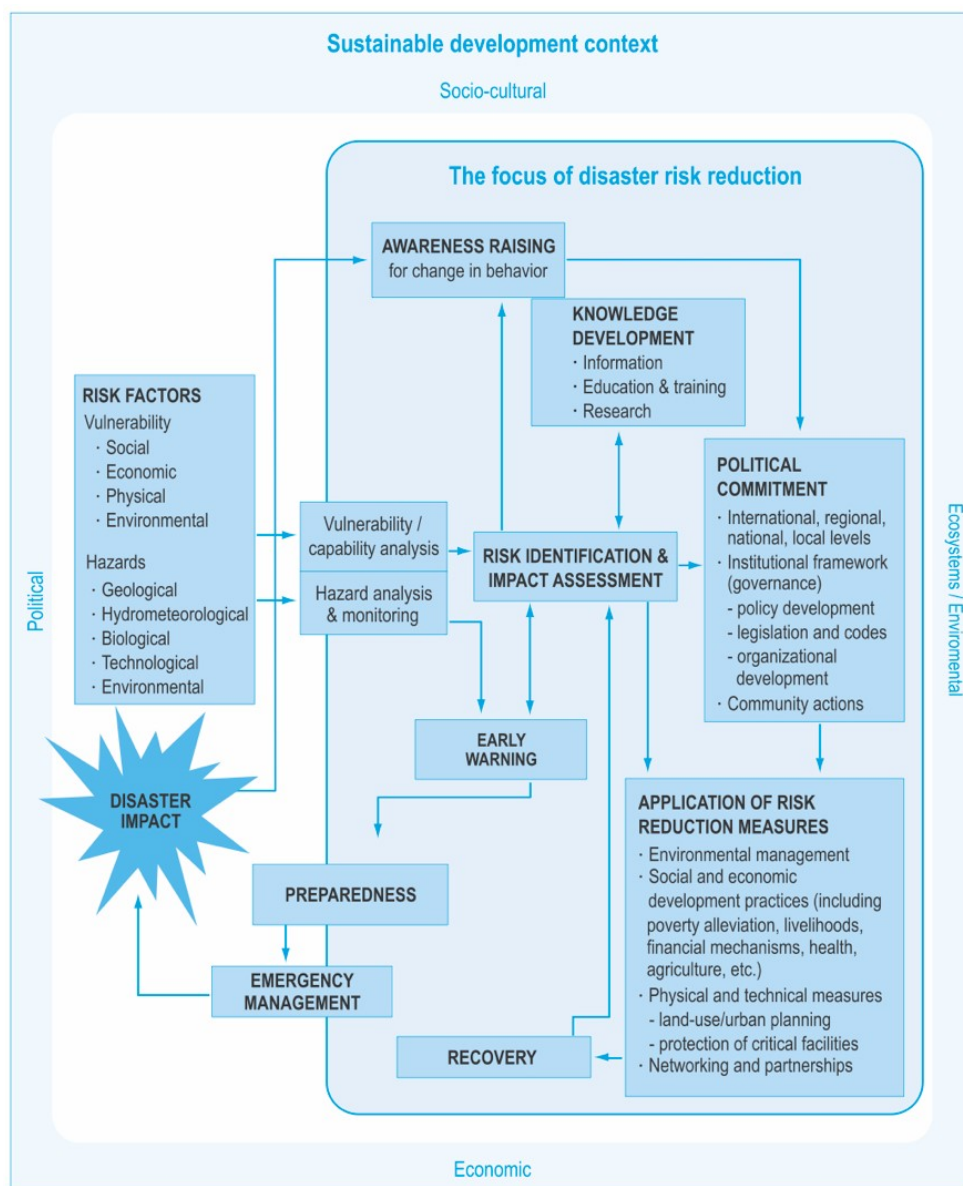 Sustainable development context
Socio-cultural
The focus of disaster risk reduction
AWARENESS RAISING
for change in behavior
KNOWLEDGE
DEVELOPMENT
· Information
· Education & training
· Research
RISK FACTORS
Vulnerability
· Social
· Economic
· Physical
· Environmental
Hazards
· Geological
· Hydrometeorological
· Biological
· Technological
· Environmental
Vulnerability /
capability analysis
Hazard analysis
& monitoring
RISK IDENTIFICATION &
IMPACT ASSESSMENT
POLITICAL
COMMITMENT
· International, regional,
national, local levels
· Institutional framework
(governance)
- policy development
- legislation and codes
- organizational
development
· Community actions
Political
Ecosystems / Enviromental
EARLY
WARNING
DISASTER
IMPACT
APPLICATION OF RISK
REDUCTION MEASURES
· Environmental management
· Social and economic
development practices (including
poverty alleviation, livelihoods,
financial mechanisms, health,
agriculture, etc.)
· Physical and technical measures
- land-use/urban planning
- protection of critical facilities
· Networking and partnerships
PREPAREDNESS
EMERGENCY
MANAGEMENT
RECOVERY
Economic